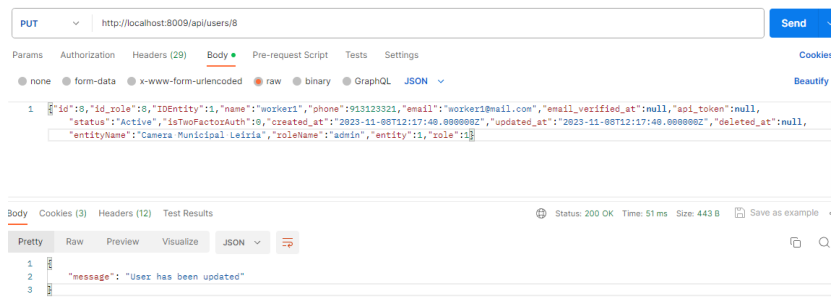 PUT http://localhost:8009/api/users/8 Send
Params Authorization Headers (29) Body Pre-request Script Tests Settings Cookies
none form-data x-www-form-urlencoded raw binary GraphQL JSON Beautify
1 {"id":8,"id_role":8,"IDEntity":1,"name":"worker1","phone":913123321,"email":"worker1@mail.com","email_verified_at":null,"api_token":null,
"status":"Active","isTwoFactorAuth":0,"created_at":"2023-11-08T12:17:40.000000Z","updated_at":"2023-11-08T12:17:40.000000Z","deleted_at":null,
"entityName":"Camera Municipal Leiria","roleName":"admin","entity":1,"role":1}
Body Cookies (3) Headers (12) Test Results Status: 200 OK Time: 51 ms Size: 443 B Save as example
Pretty Raw Preview Visualize JSON
1 {
2 "message": "User has been updated"
3 }